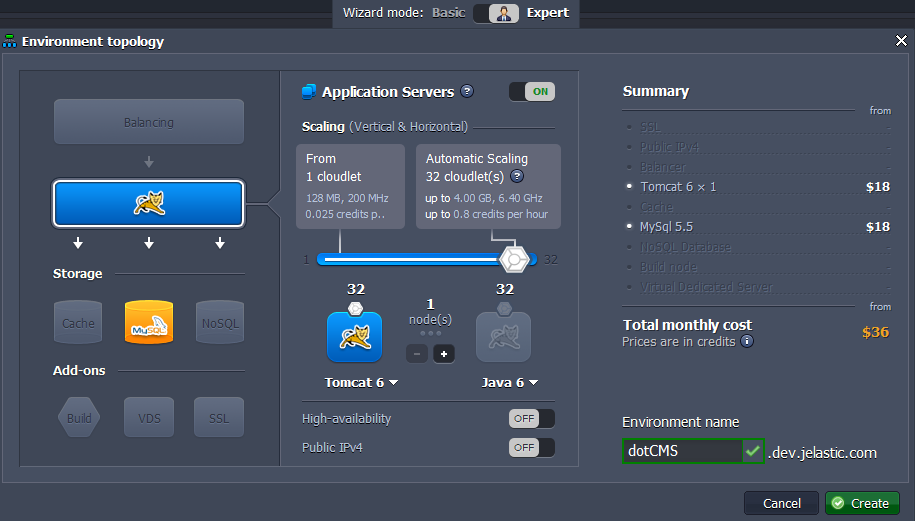 Wizard mode: Basic Expert
Environment topology
Balancing
Storage
Cache
MySQL
NoSQL
Add-ons
Build
VDS
SSL
Application Servers ? ON
Scaling (Vertical & Horizontal)
From
1 cloudlet
128 MB, 200 MHz
0.025 credits p..
Automatic Scaling
32 cloudlet(s) ?
up to 4.00 GB, 6.40 GHz
up to 0.8 credits per hour
1
32
32
1
node(s)
32
− +
Tomcat 6
Java 6
High-availability OFF
Public IPv4 OFF
Summary
from
SSL -
Public IPv4 -
Balancer -
Tomcat 6 × 1 $18
Cache -
MySql 5.5 $18
NoSQL Database -
Build node -
Virtual Dedicated Server -
from
Total monthly cost $36
Prices are in credits i
Environment name
dotCMS .dev.jelastic.com
Cancel
Create